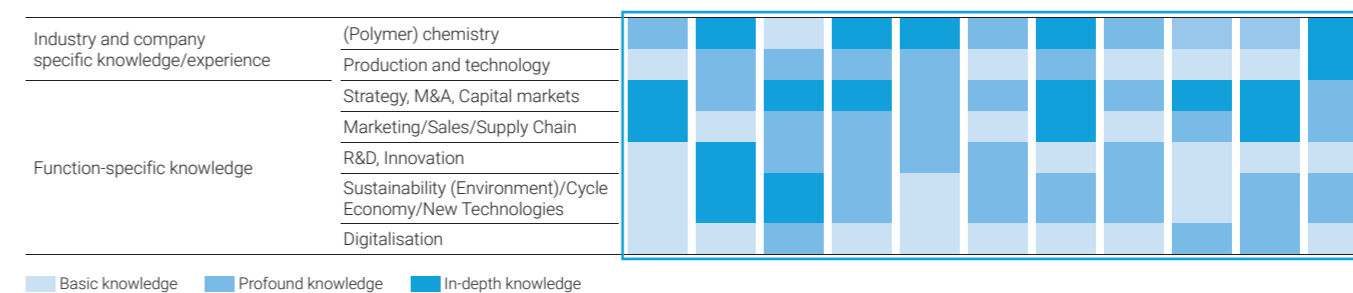 Industry and company
specific knowledge/experience
(Polymer) chemistry
Production and technology
Function-specific knowledge
Strategy, M&A, Capital markets
Marketing/Sales/Supply Chain
R&D, Innovation
Sustainability (Environment)/Cycle
Economy/New Technologies
Digitalisation
Basic knowledge
Profound knowledge
In-depth knowledge